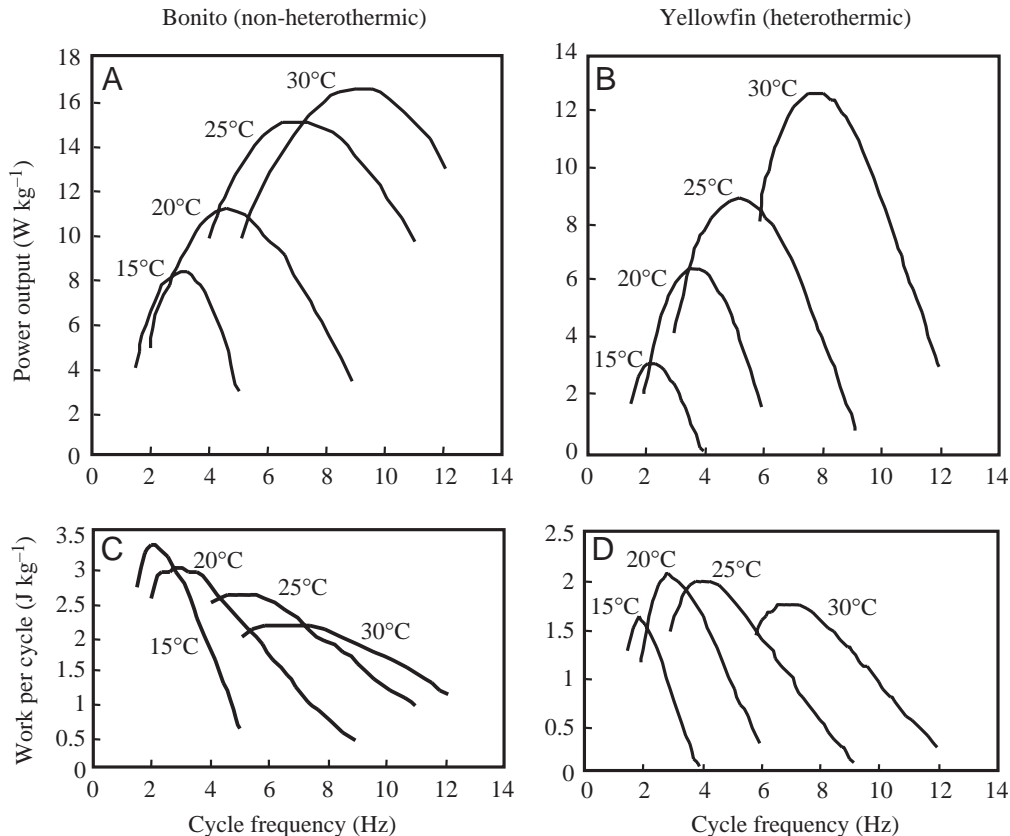 Bonito (non-heterothermic)
Yellowfin (heterothermic)
A
18
16
14
12
10
8
6
4
2
0
Power output (W kg–1)
15°C
20°C
25°C
30°C
0 2 4 6 8 10 12 14
B
14
12
10
8
6
4
2
0
15°C
20°C
25°C
30°C
0 2 4 6 8 10 12 14
C
3.5
3
2.5
2
1.5
1
0.5
0
Work per cycle (J kg–1)
20°C
25°C
15°C
30°C
0 2 4 6 8 10 12 14
Cycle frequency (Hz)
D
2.5
2
1.5
1
0.5
0
20°C
25°C
15°C
30°C
0 2 4 6 8 10 12 14
Cycle frequency (Hz)